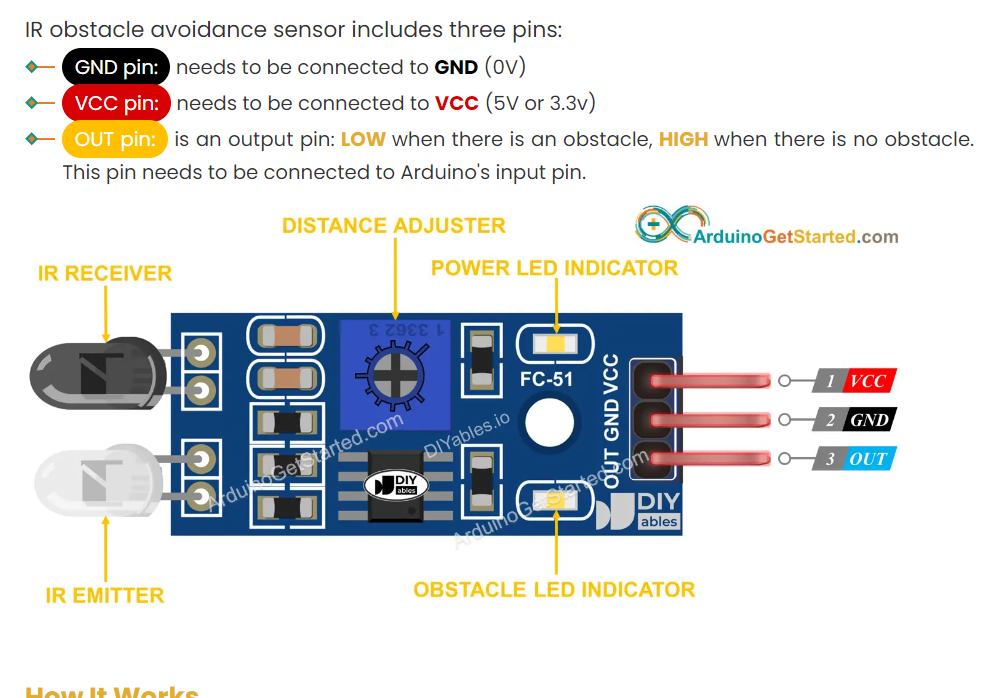 IR obstacle avoidance sensor includes three pins:
GND pin: needs to be connected to GND (0V)
VCC pin: needs to be connected to VCC (5V or 3.3v)
OUT pin: is an output pin: LOW when there is an obstacle, HIGH when there is no obstacle.
This pin needs to be connected to Arduino's input pin.
ArduinoGetStarted.com
DISTANCE ADJUSTER
POWER LED INDICATOR
IR RECEIVER
1 3362 3
FC-51
OUT GND VCC
1 VCC
2 GND
3 OUT
ArduinoGetStarted.com
DIYables.io
DIY
ables
ArduinoGetStarted.com
DIY
ables
OBSTACLE LED INDICATOR
IR EMITTER
How It Works